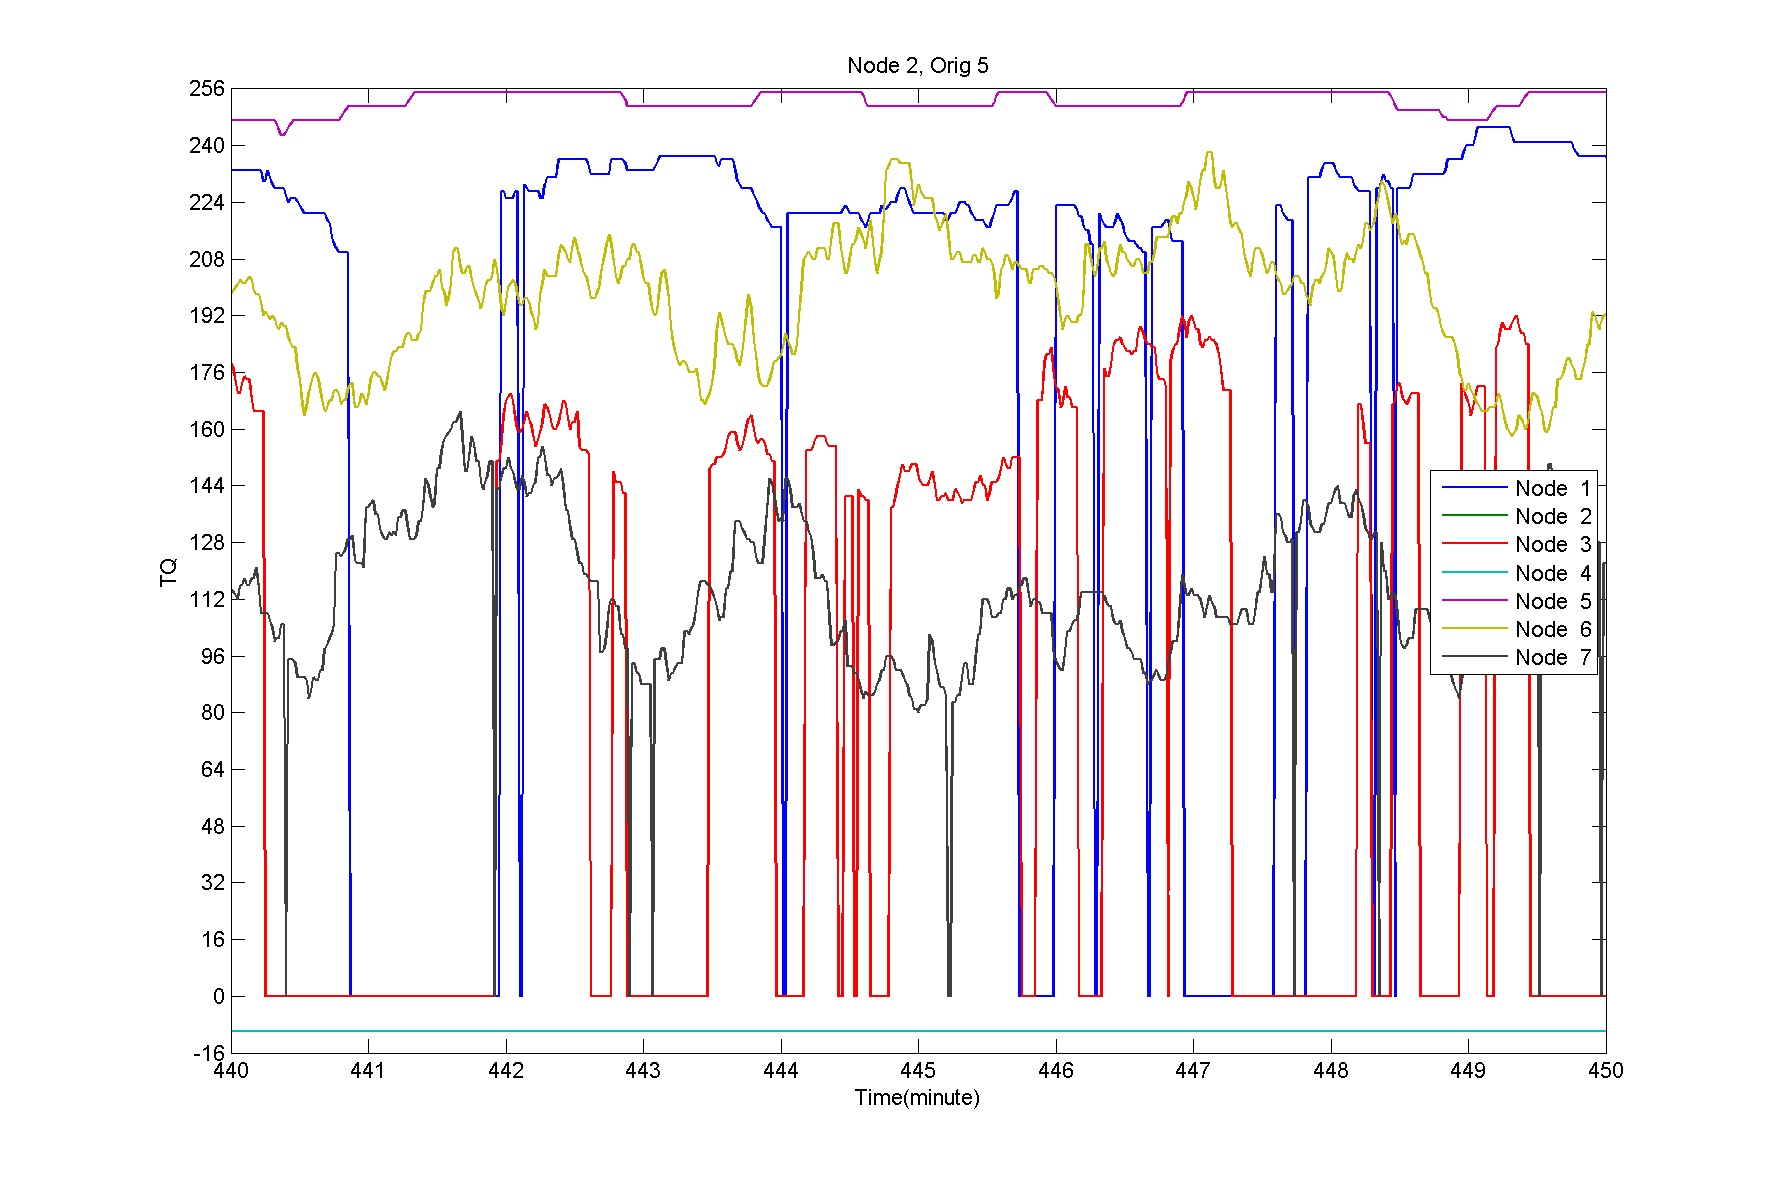 Node 2, Orig 5
256
240
224
208
192
176
160
144
128
112
96
80
64
48
32
16
0
-16
TQ
Node 1
Node 2
Node 3
Node 4
Node 5
Node 6
Node 7
440 441 442 443 444 445 446 447 448 449 450
Time(minute)